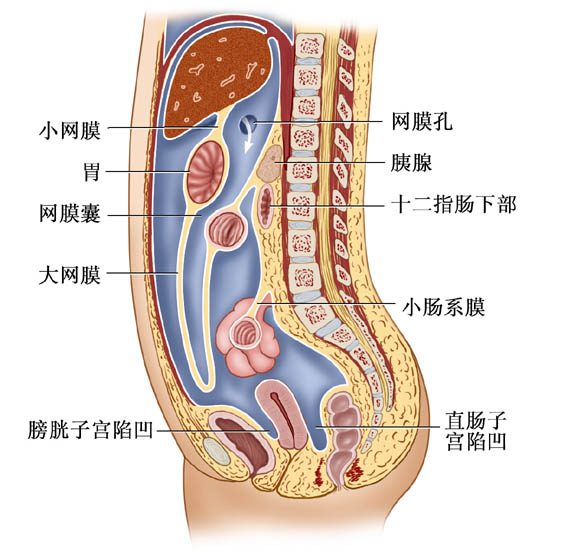 小网膜
胃
网膜囊
大网膜
膀胱子宫陷凹
网膜孔
胰腺
十二指肠下部
小肠系膜
直肠子
宫陷凹